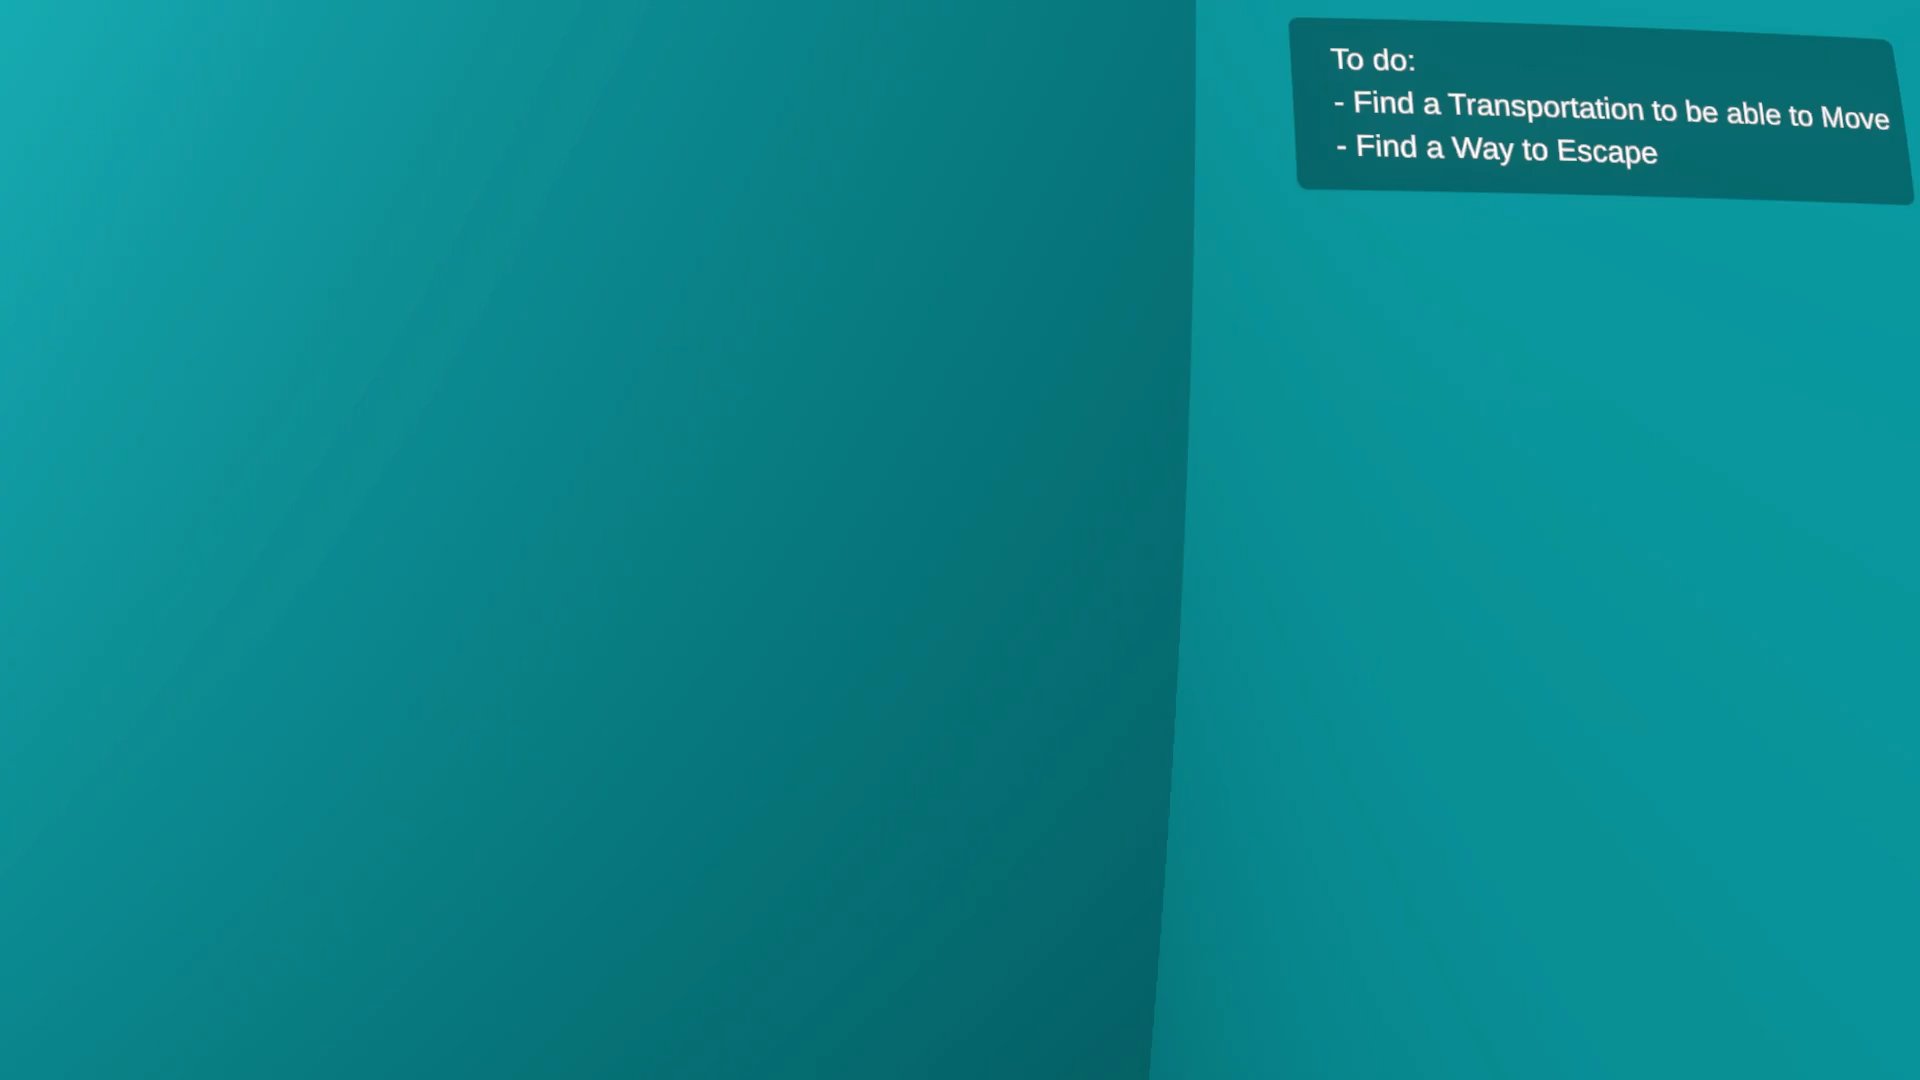 To do:
- Find a Transportation to be able to Move
- Find a Way to Escape